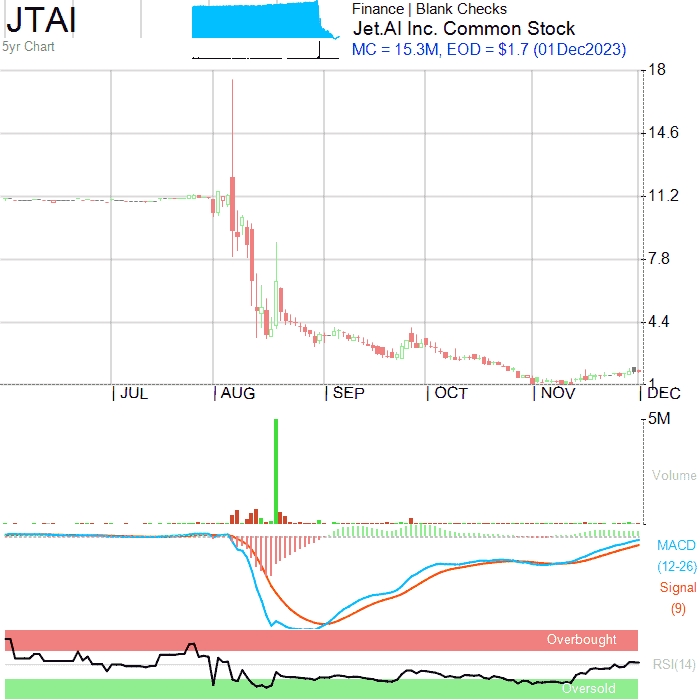 JTAI
5yr Chart
Finance | Blank Checks
Jet.AI Inc. Common Stock
MC = 15.3M, EOD = $1.7 (01Dec2023)
18
14.6
11.2
7.8
4.4
1
| JUL | AUG | SEP | OCT | NOV | DEC
5M
Volume
MACD
(12-26)
Signal
(9)
Overbought
RSI(14)
Oversold